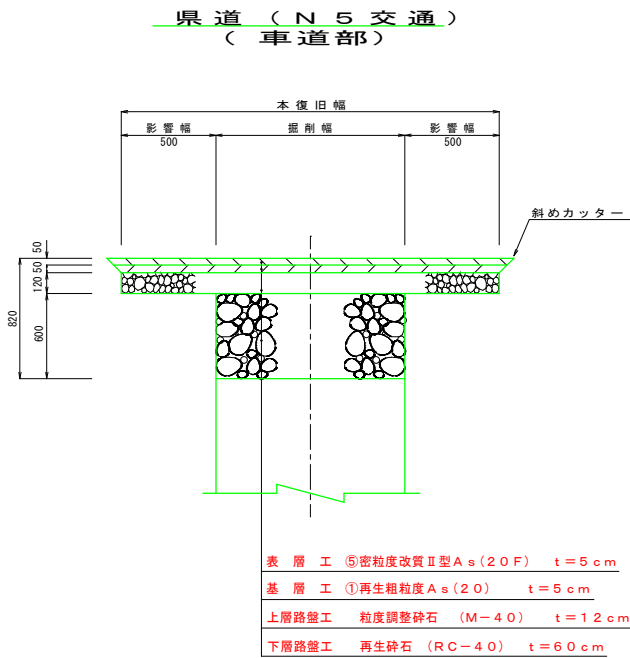 県道（Ｎ５交通）
（車道部）
本復旧幅
影響幅
掘削幅
影響幅
500
500
斜めカッター
50
50
120
600
820
表層工 ⑤密粒度改質Ⅱ型Ａｓ(２０Ｆ) ｔ＝５ｃｍ
基層工 ①再生粗粒度Ａｓ(２０) ｔ＝５ｃｍ
上層路盤工 粒度調整砕石 （Ｍ－４０） ｔ＝１２ｃｍ
下層路盤工 再生砕石 （ＲＣ－４０） ｔ＝６０ｃｍ